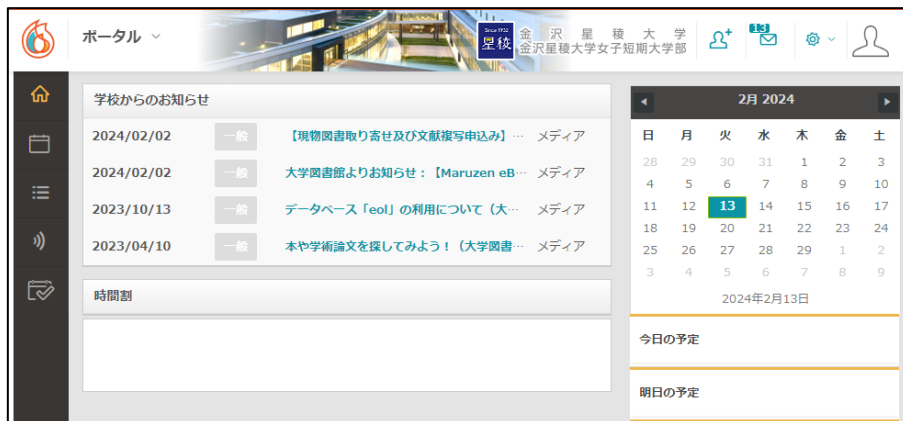 ポータル
Since 1932
星稜
金沢星稜大学
金沢星稜大学女子短期大学部
13
学校からのお知らせ
2024/02/02 一般 【現物図書取り寄せ及び文献複写申込み】… メディア
2024/02/02 一般 大学図書館よりお知らせ：【Maruzen eB… メディア
2023/10/13 一般 データベース「eol」の利用について（大… メディア
2023/04/10 一般 本や学術論文を探してみよう！（大学図書… メディア
時間割
2月 2024
日 月 火 水 木 金 土
28 29 30 31 1 2 3
4 5 6 7 8 9 10
11 12 13 14 15 16 17
18 19 20 21 22 23 24
25 26 27 28 29 1 2
3 4 5 6 7 8 9
2024年2月13日
今日の予定
明日の予定